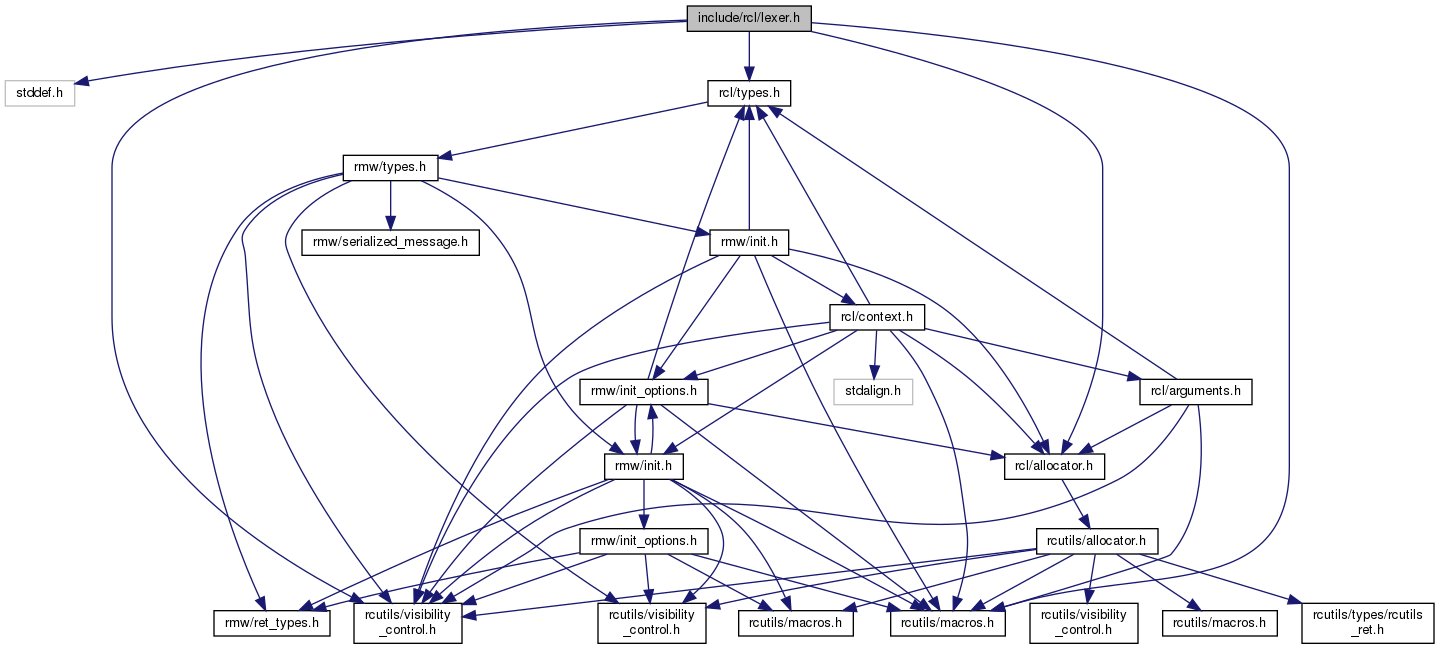 include/rcl/lexer.h
stddef.h
rcl/types.h
rmw/types.h
rmw/serialized_message.h
rmw/init.h
rcl/context.h
rmw/init_options.h
stdalign.h
rcl/arguments.h
rmw/init.h
rcl/allocator.h
rmw/init_options.h
rcutils/allocator.h
rmw/ret_types.h
rcutils/visibility
_control.h
rcutils/visibility
_control.h
rcutils/macros.h
rcutils/macros.h
rcutils/visibility
_control.h
rcutils/macros.h
rcutils/types/rcutils
_ret.h